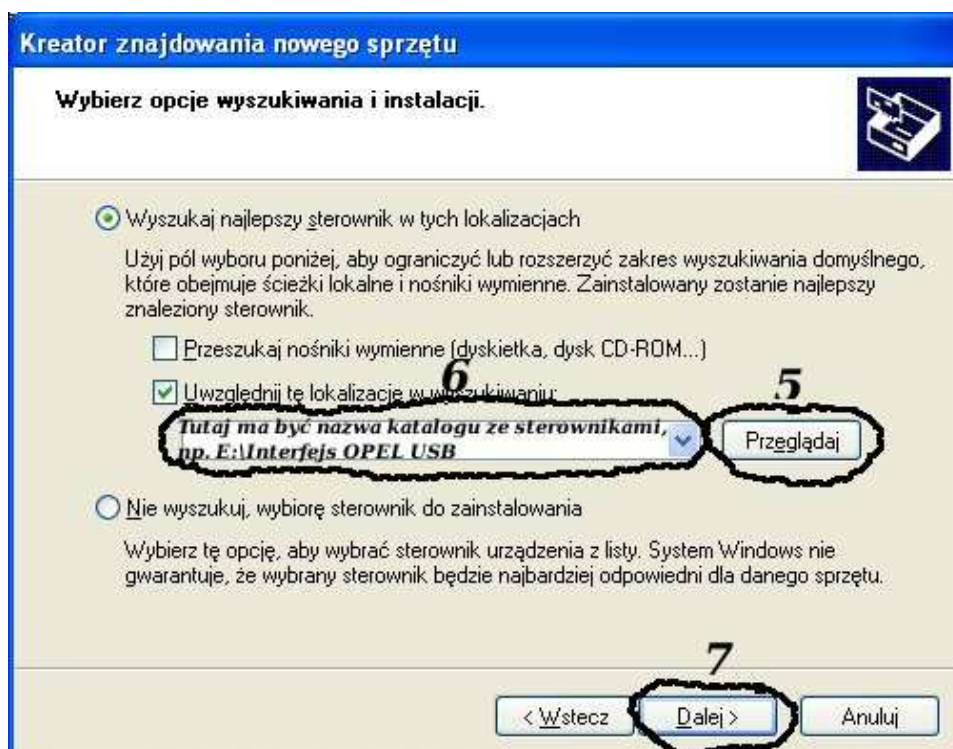 Kreator znajdowania nowego sprzętu
Wybierz opcje wyszukiwania i instalacji.
Wyszukaj najlepszy sterownik w tych lokalizacjach
Użyj pól wyboru poniżej, aby ograniczyć lub rozszerzyć zakres wyszukiwania domyślnego,
które obejmuje ścieżki lokalne i nośniki wymienne. Zainstalowany zostanie najlepszy
znaleziony sterownik.
Przeszukaj nośniki wymienne (dyskietka, dysk CD-ROM...)
6
5
Uwzględnij tę lokalizację w wyszukiwaniu:
Tutaj ma być nazwa katalogu ze sterownikami,
np. E:\Interfejs OPEL USB
Przeglądaj
Nie wyszukuj, wybiorę sterownik do zainstalowania
Wybierz tę opcję, aby wybrać sterownik urządzenia z listy. System Windows nie
gwarantuje, że wybrany sterownik będzie najbardziej odpowiedni dla danego sprzętu.
7
< Wstecz Dalej > Anuluj